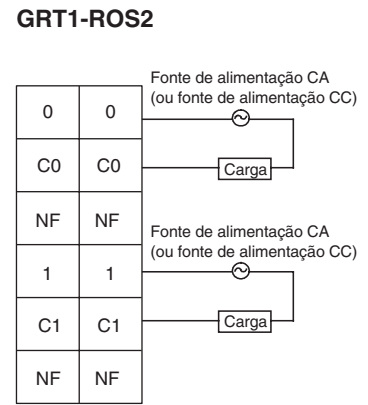 GRT1-ROS2
Fonte de alimentação CA
(ou fonte de alimentação CC)
0 0
C0 C0
Carga
NF NF
Fonte de alimentação CA
(ou fonte de alimentação CC)
1 1
C1 C1
Carga
NF NF